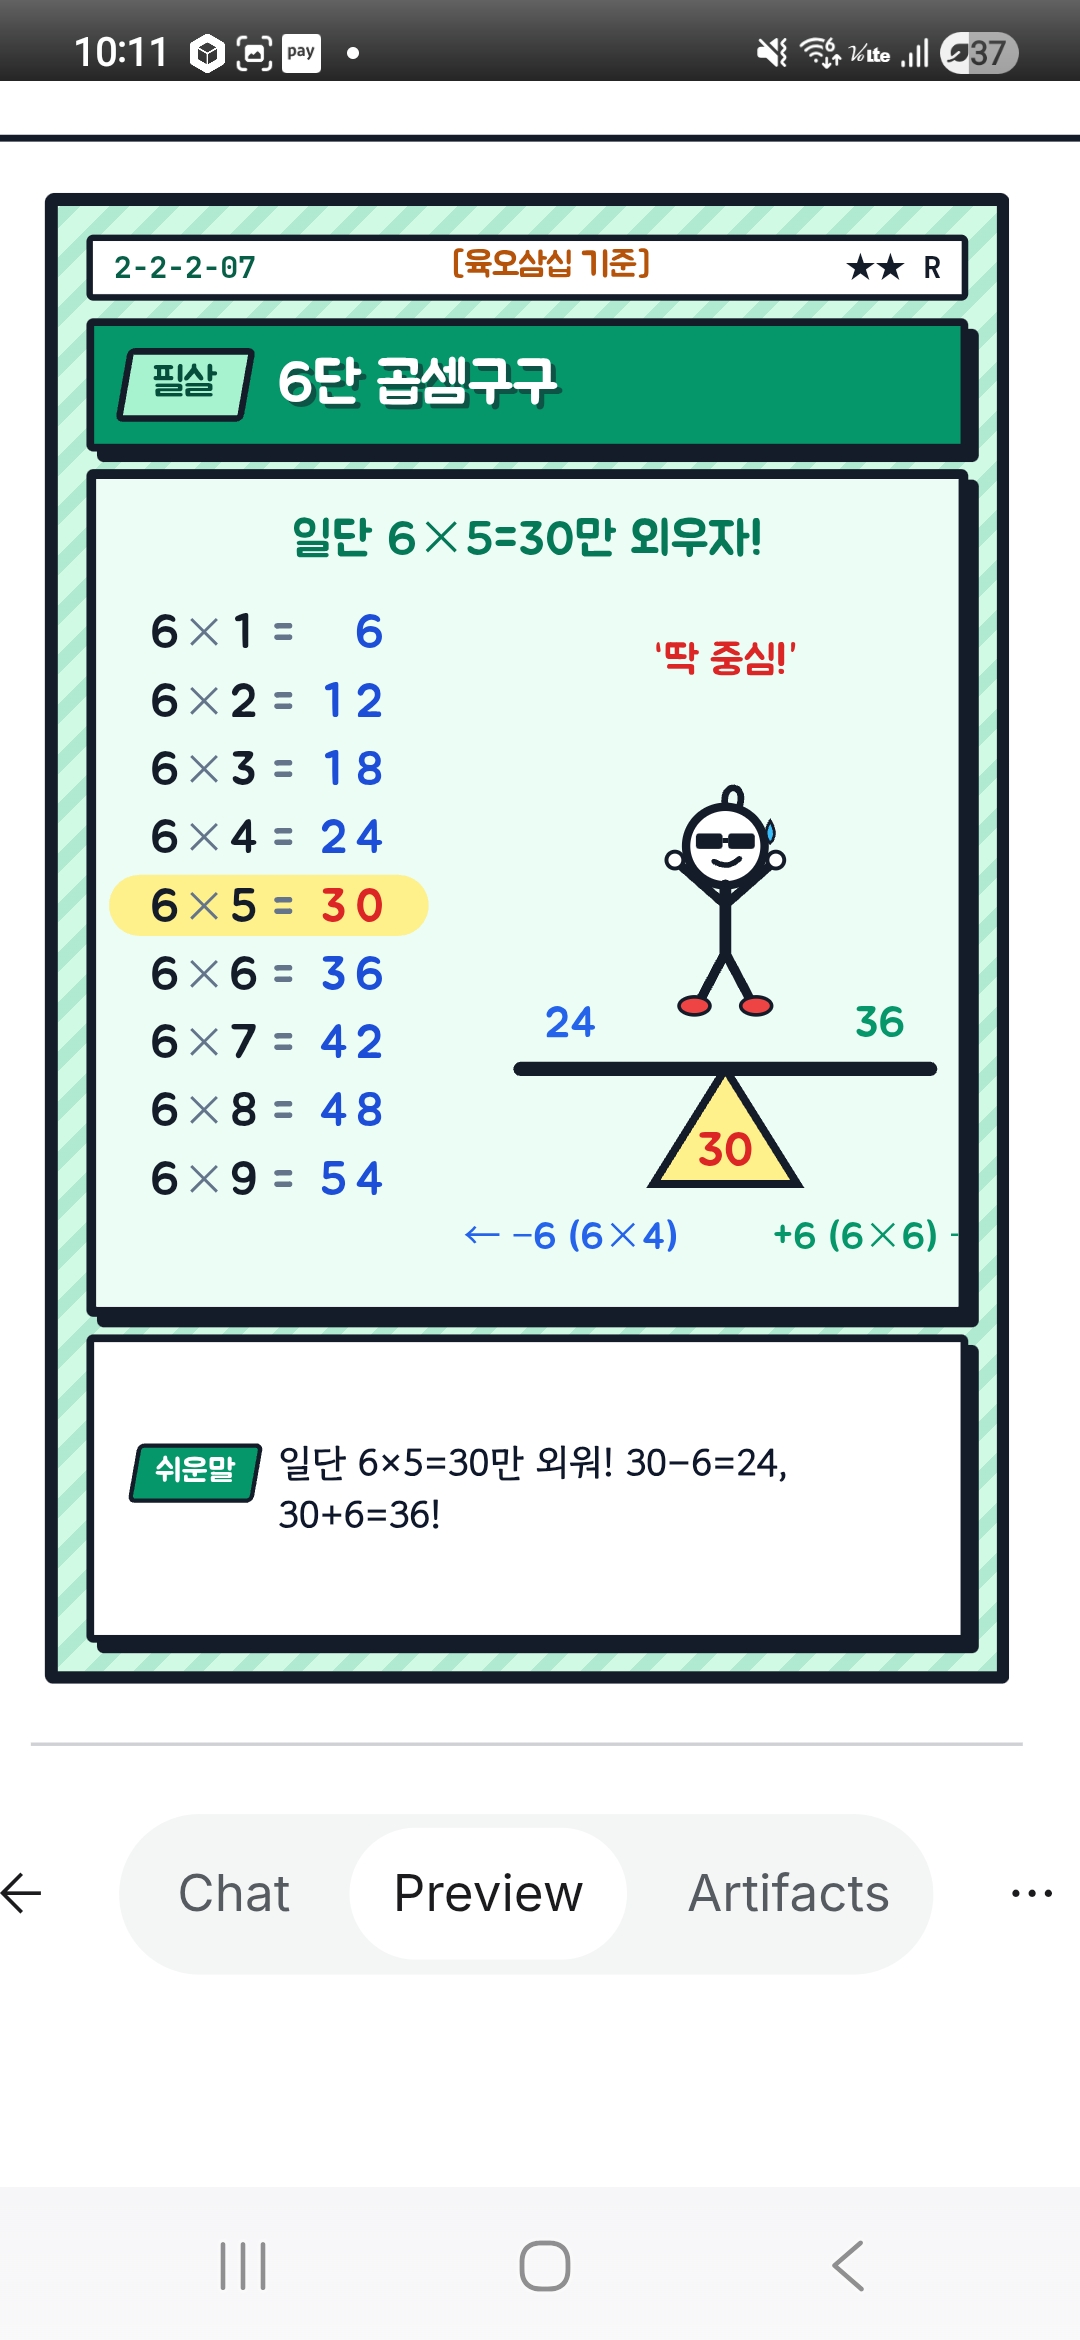 10:11
pay
6
Vo LTE
37
2-2-2-07 [육오삼십 기준] ★★ R
필살 6단 곱셈구구
일단 6×5=30만 외우자!
6×1= 6
6×2=12
6×3=18
6×4=24
6×5=30
6×6=36
6×7=42
6×8=48
6×9=54
'딱 중심!'
24 36
30
← −6 (6×4) +6 (6×6) -
쉬운말
일단 6×5=30만 외워! 30−6=24,
30+6=36!
Chat Preview Artifacts